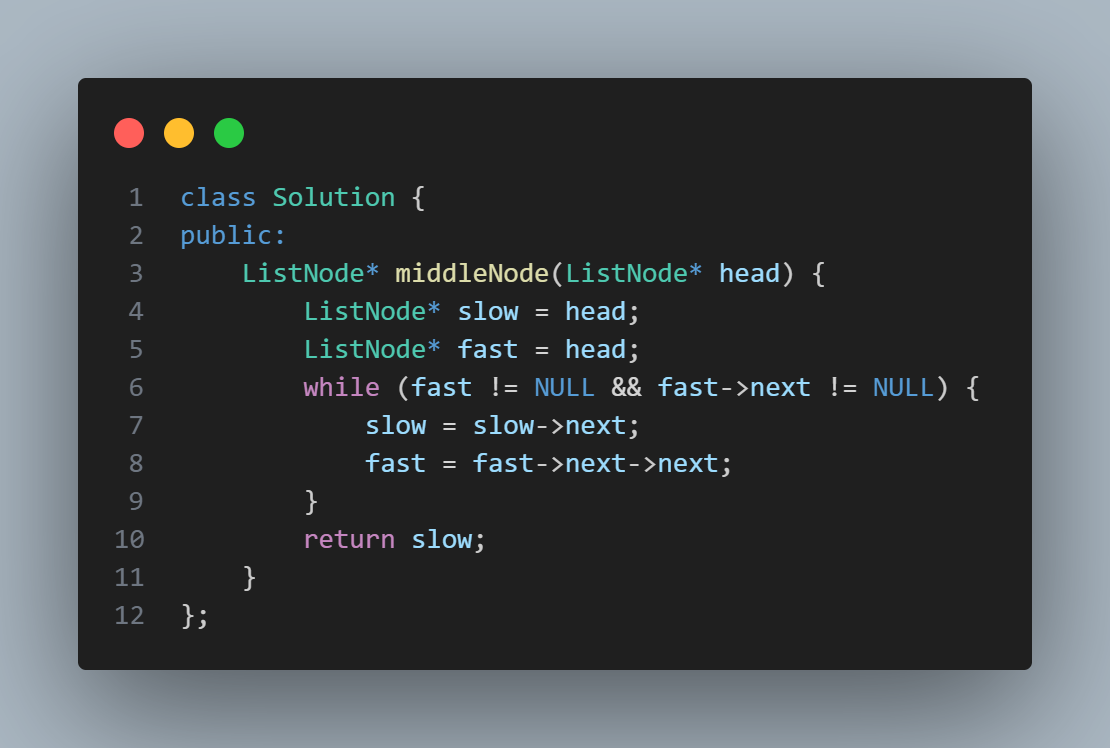 1 class Solution {
2 public:
3     ListNode* middleNode(ListNode* head) {
4         ListNode* slow = head;
5         ListNode* fast = head;
6         while (fast != NULL && fast->next != NULL) {
7             slow = slow->next;
8             fast = fast->next->next;
9         }
10         return slow;
11     }
12 };